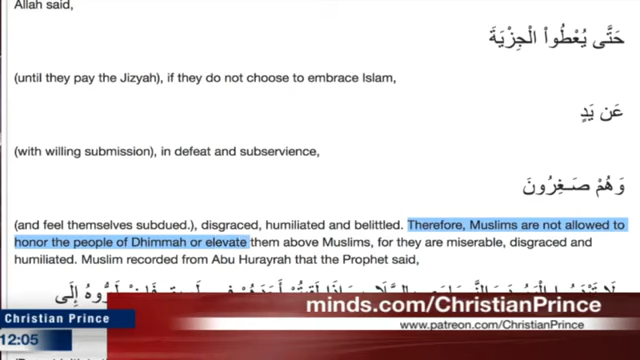 Allah said,
حَتَّى يُعْطُواْ الْجِزْيَةَ
(until they pay the Jizyah), if they do not choose to embrace Islam,
عَن يَدٍ
(with willing submission), in defeat and subservience,
وَهُمْ صَـغِرُونَ
(and feel themselves subdued.), disgraced, humiliated and belittled. Therefore, Muslims are not allowed to
honor the people of Dhimmah or elevate them above Muslims, for they are miserable, disgraced and
humiliated. Muslim recorded from Abu Hurayrah that the Prophet said,
minds.com/ChristianPrince
Christian Prince
www.patreon.com/ChristianPrince
12:05